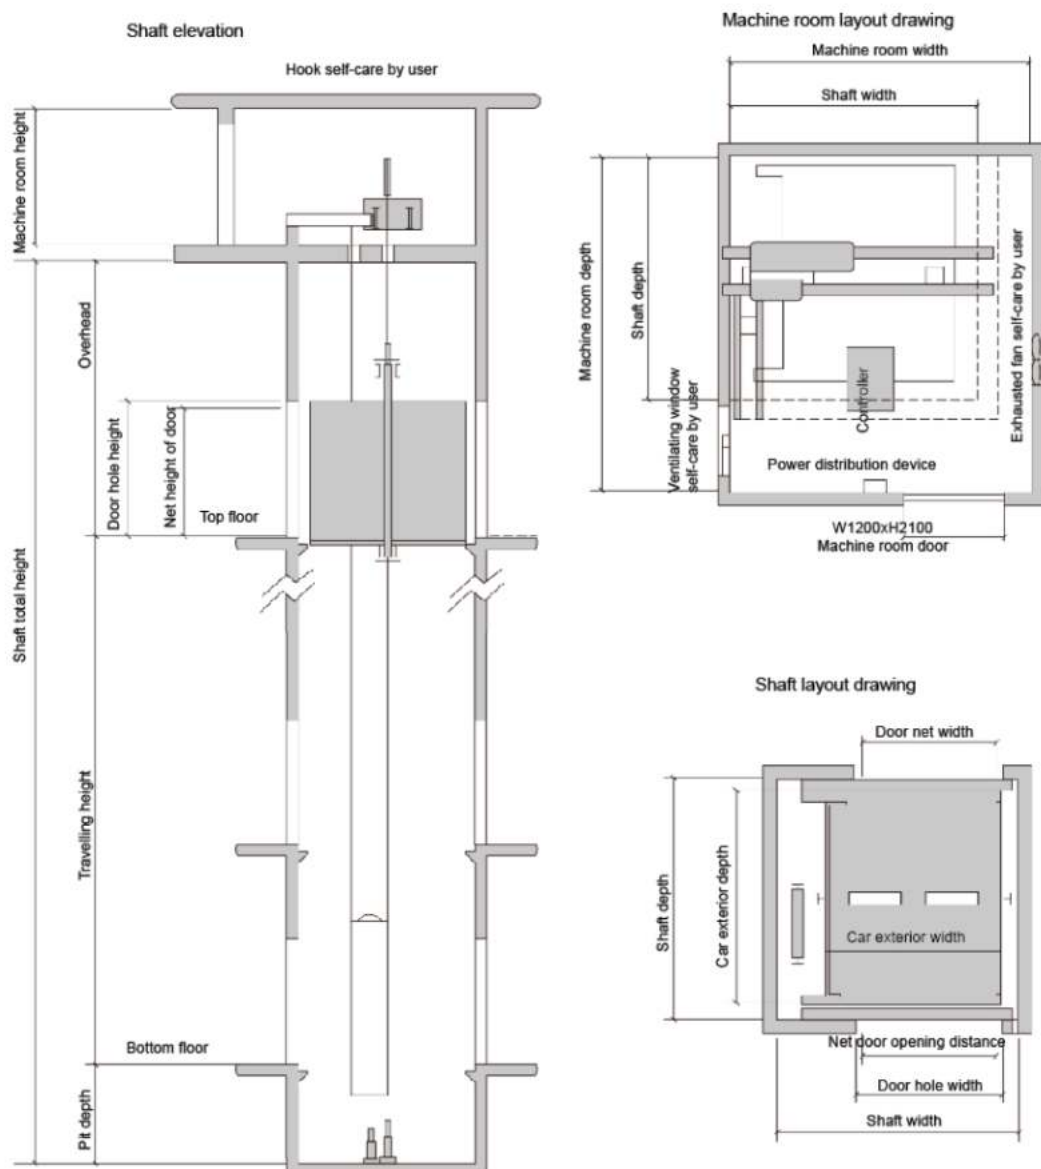 Shaft elevation
Hook self-care by user
Machine room height
Overhead
Door hole height
Net height of door
Top floor
Shaft total height
Travelling height
Bottom floor
Pit depth
Machine room layout drawing
Machine room width
Shaft width
Machine room depth
Shaft depth
Ventilating window
self-care by user
Controller
Exhausted fan self-care by user
Power distribution device
W1200xH2100
Machine room door
Shaft layout drawing
Door net width
Shaft depth
Car exterior depth
Car exterior width
Net door opening distance
Door hole width
Shaft width